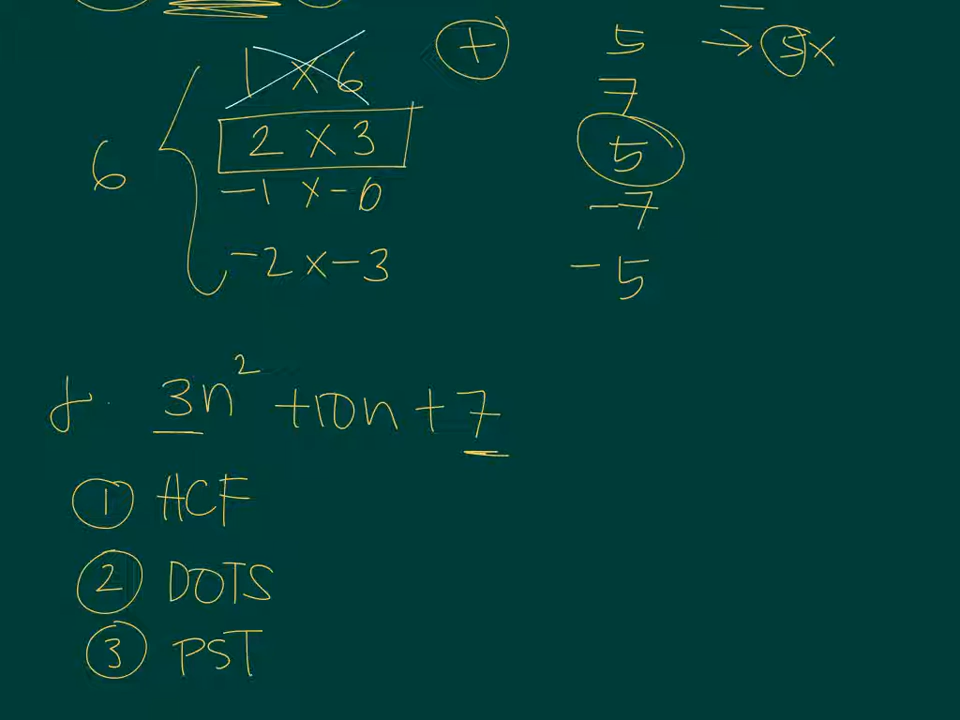 1 x 6 + 5 → 5x
7
6 2 x 3 5
-1 x -6 -7
-2 x -3 -5
f. 3n² +10n + 7
① HCF
② DOTS
③ PST